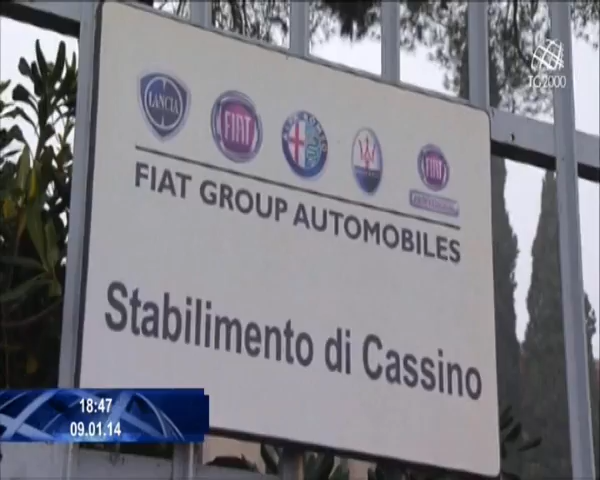 TG2000
LANCIA
FIAT
FIAT
FIAT GROUP AUTOMOBILES
Stabilimento di Cassino
18:47
09.01.14